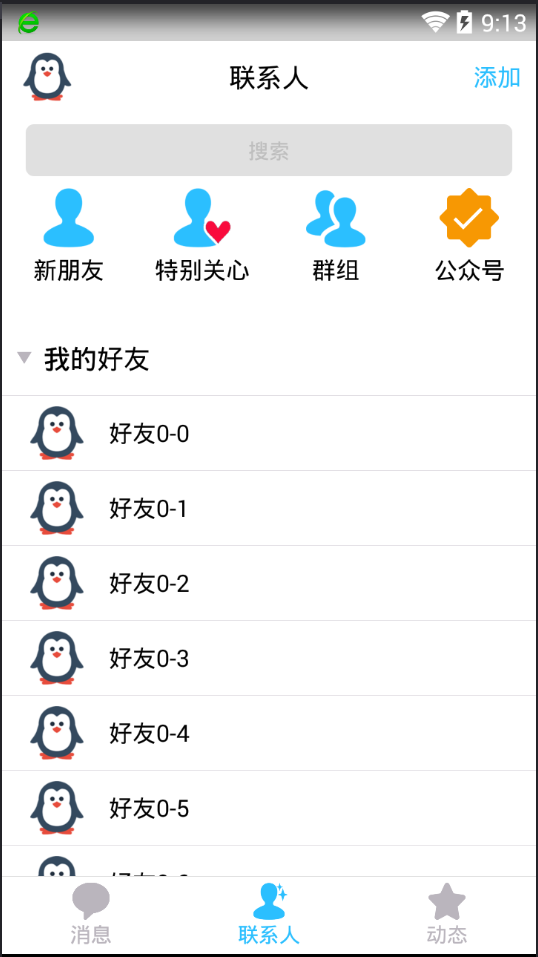 9:13
联系人
添加
搜索
新朋友 特别关心 群组 公众号
我的好友
好友0-0
好友0-1
好友0-2
好友0-3
好友0-4
好友0-5
消息 联系人 动态